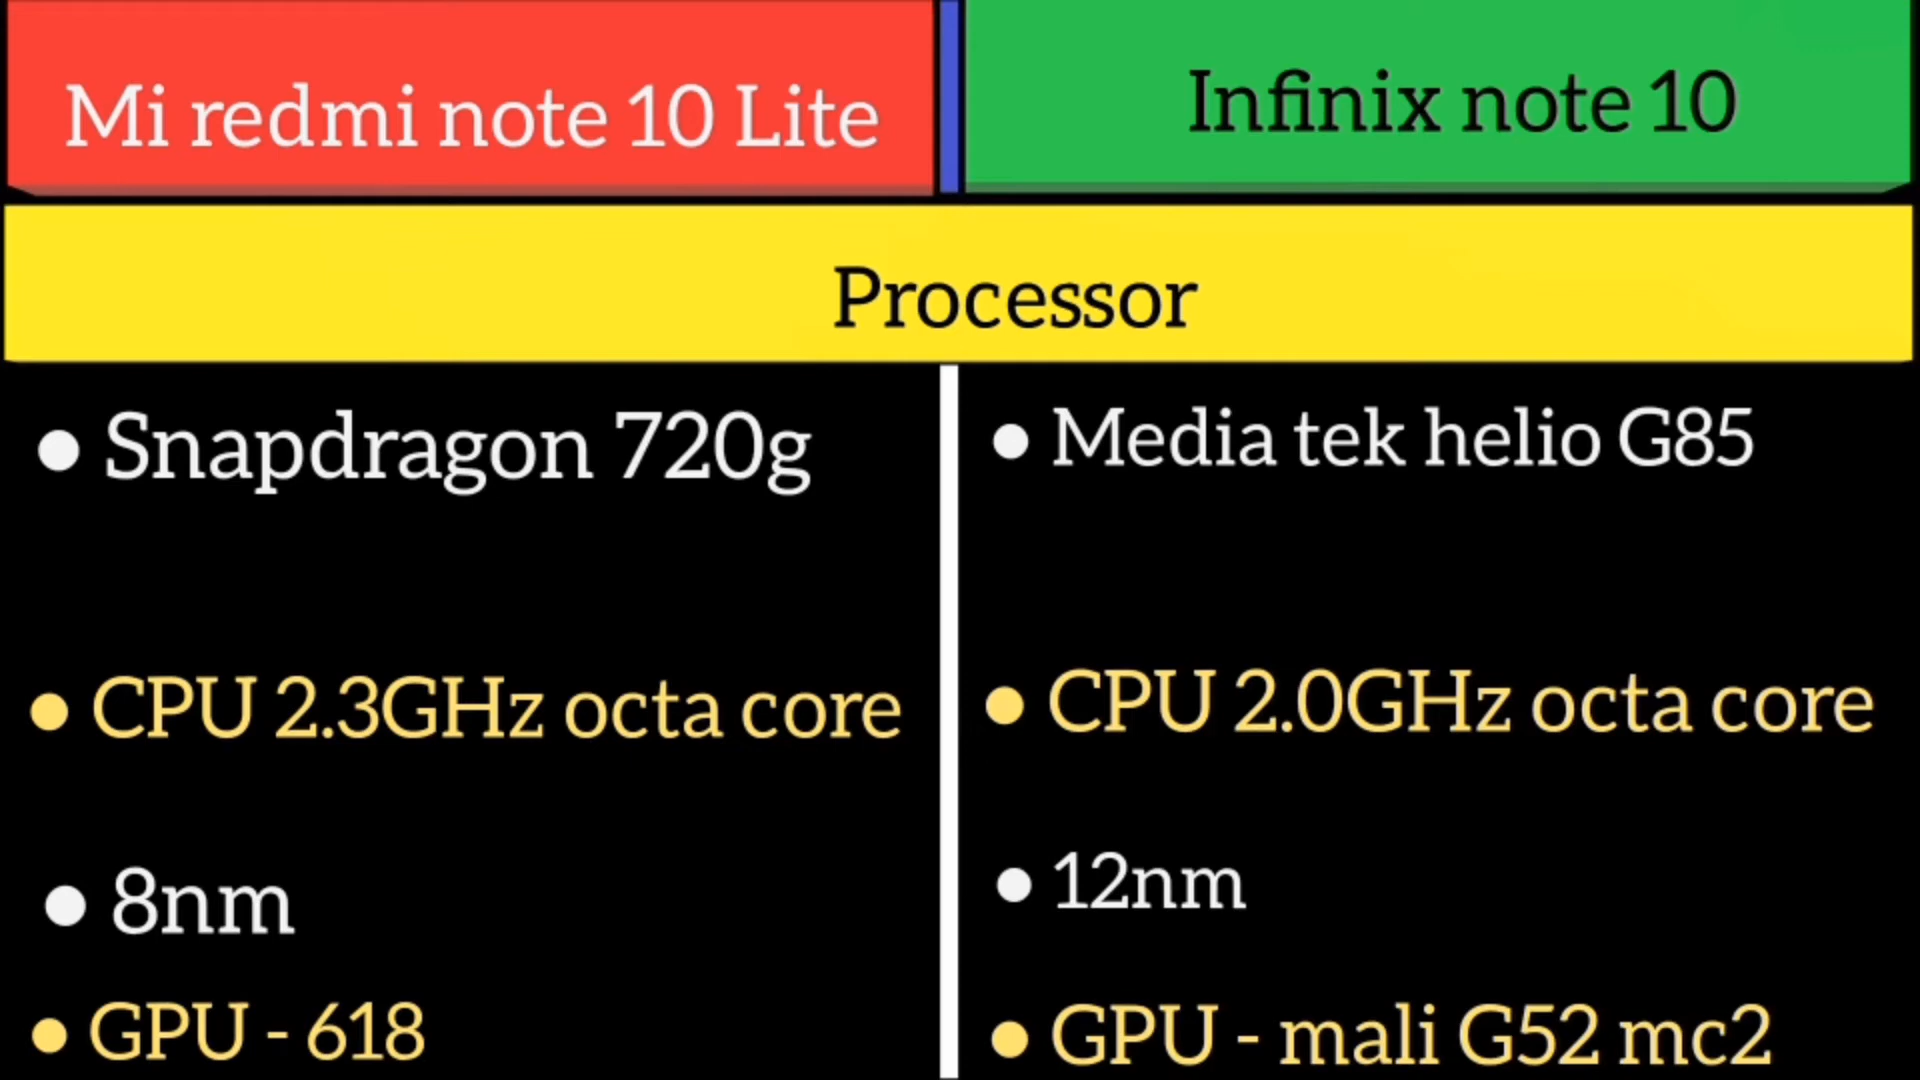 Mi redmi note 10 Lite
Infinix note 10
Processor
• Snapdragon 720g
• Media tek helio G85
• CPU 2.3GHz octa core
• CPU 2.0GHz octa core
• 8nm
• 12nm
• GPU - 618
• GPU - mali G52 mc2